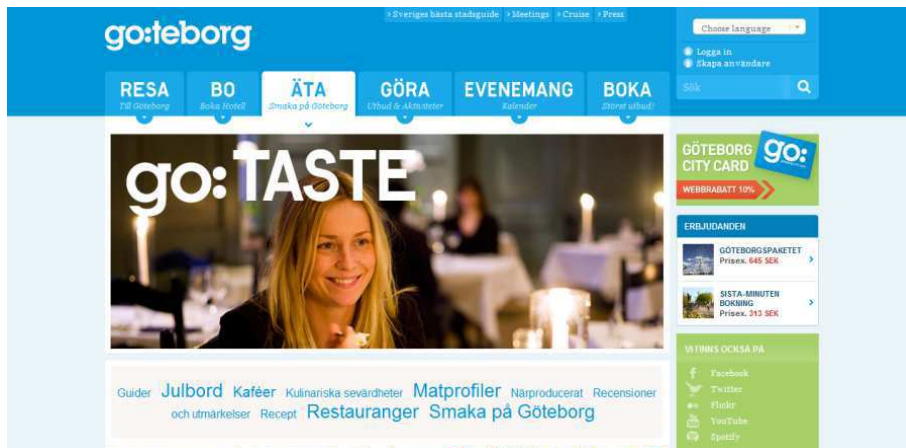 > Sveriges bästa stadsguide > Meetings > Cruise > Press
go:teborg
Choose language
Logga in
Skapa användare
Sök
RESA
Till Göteborg
BO
Boka Hotell
ÄTA
Smaka på Göteborg
GÖRA
Utbud & Aktiviteter
EVENEMANG
Kalender
BOKA
Störst utbud!
go:TASTE
GÖTEBORG
CITY CARD
go:
WEBBRABATT 10%
ERBJUDANDEN
GÖTEBORGSPAKETET
Prisex. 645 SEK
SISTA-MINUTEN
BOKNING
Prisex. 313 SEK
VI FINNS OCKSÅ PÅ
Facebook
Twitter
Flickr
YouTube
Spotify
Guider Julbord Kaféer Kulinariska sevärdheter Matprofiler Närproducerat Recensioner
och utmärkelser Recept Restauranger Smaka på Göteborg